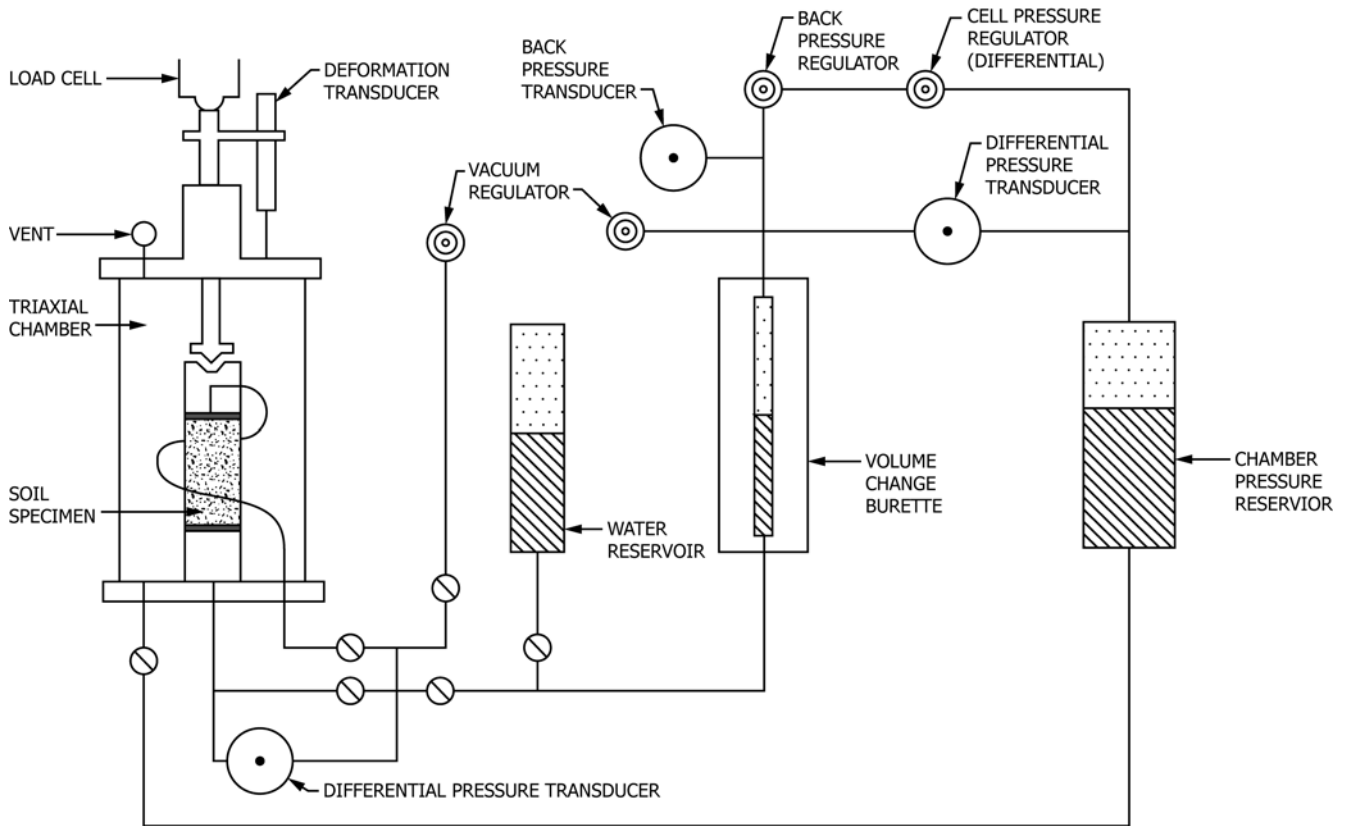 LOAD CELL
DEFORMATION
TRANSDUCER
BACK
PRESSURE
TRANSDUCER
BACK
PRESSURE
REGULATOR
CELL PRESSURE
REGULATOR
(DIFFERENTIAL)
VENT
VACUUM
REGULATOR
DIFFERENTIAL
PRESSURE
TRANSDUCER
TRIAXIAL
CHAMBER
SOIL
SPECIMEN
WATER
RESERVOIR
VOLUME
CHANGE
BURETTE
CHAMBER
PRESSURE
RESERVIOR
DIFFERENTIAL PRESSURE TRANSDUCER